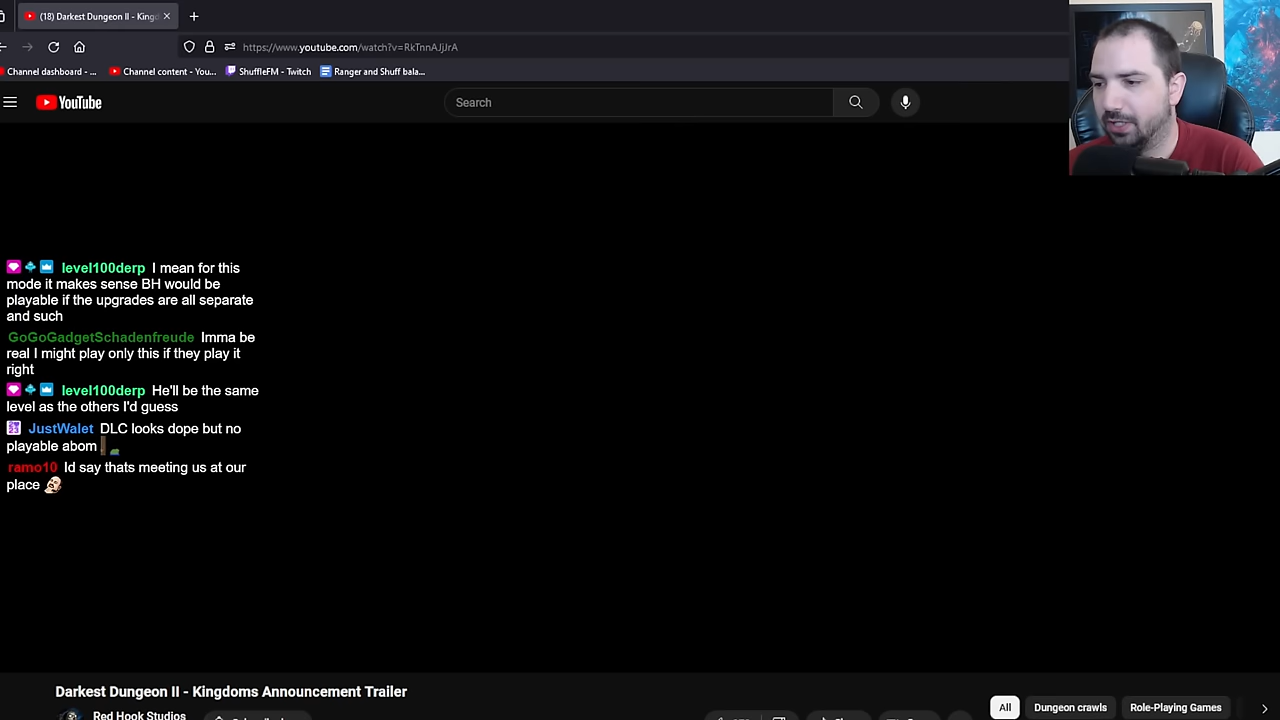 (18) Darkest Dungeon II - King
https://www.youtube.com/watch?v=RkTnnAJjJrA
Channel dashboard - ...
Channel content - You...
ShuffleFM - Twitch
Ranger and Shuff bala...
YouTube
Search
level100derp I mean for this
mode it makes sense BH would be
playable if the upgrades are all separate
and such
GoGoGadgetSchadenfreude Imma be
real I might play only this if they play it
right
level100derp He'll be the same
level as the others I'd guess
JustWalet DLC looks dope but no
playable abom
ramo10 Id say thats meeting us at our
place
Darkest Dungeon II - Kingdoms Announcement Trailer
Red Hook Studios
All
Dungeon crawls
Role-Playing Games